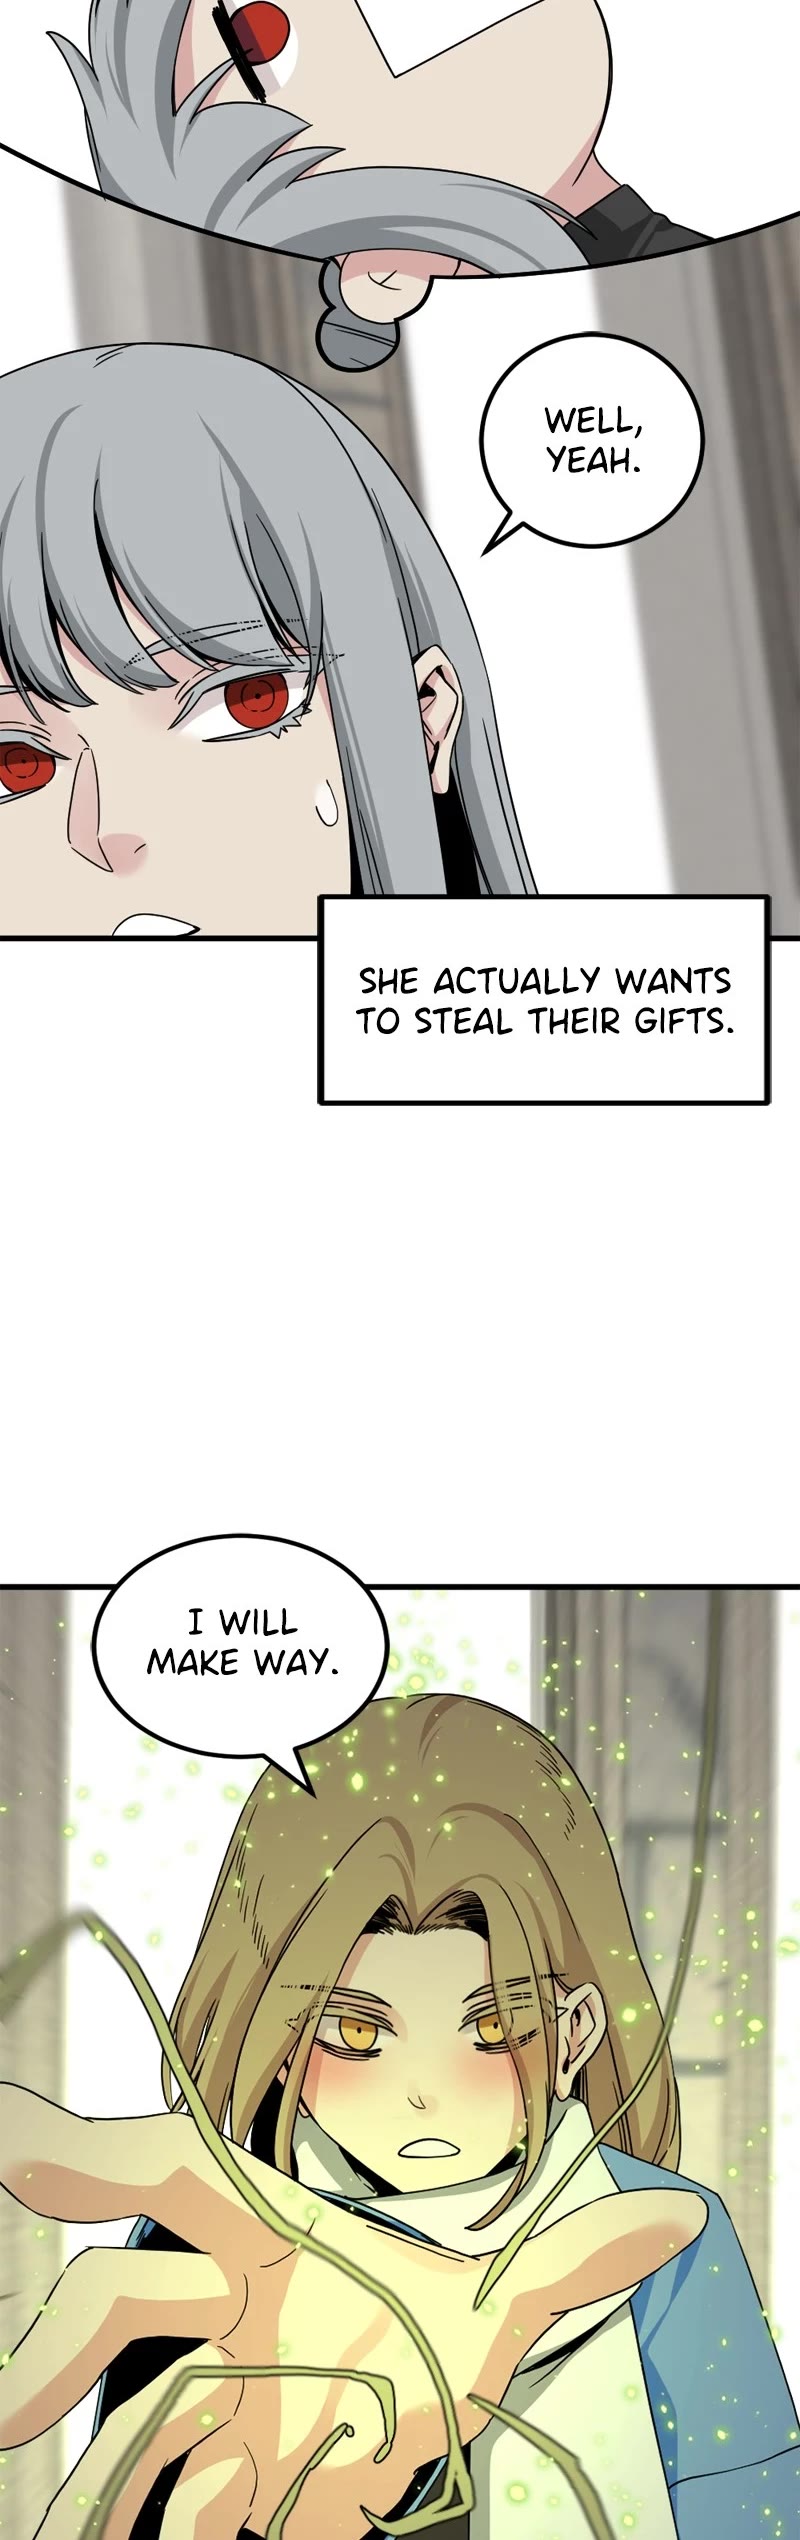 WELL,
YEAH.
SHE ACTUALLY WANTS
TO STEAL THEIR GIFTS.
I WILL
MAKE WAY.